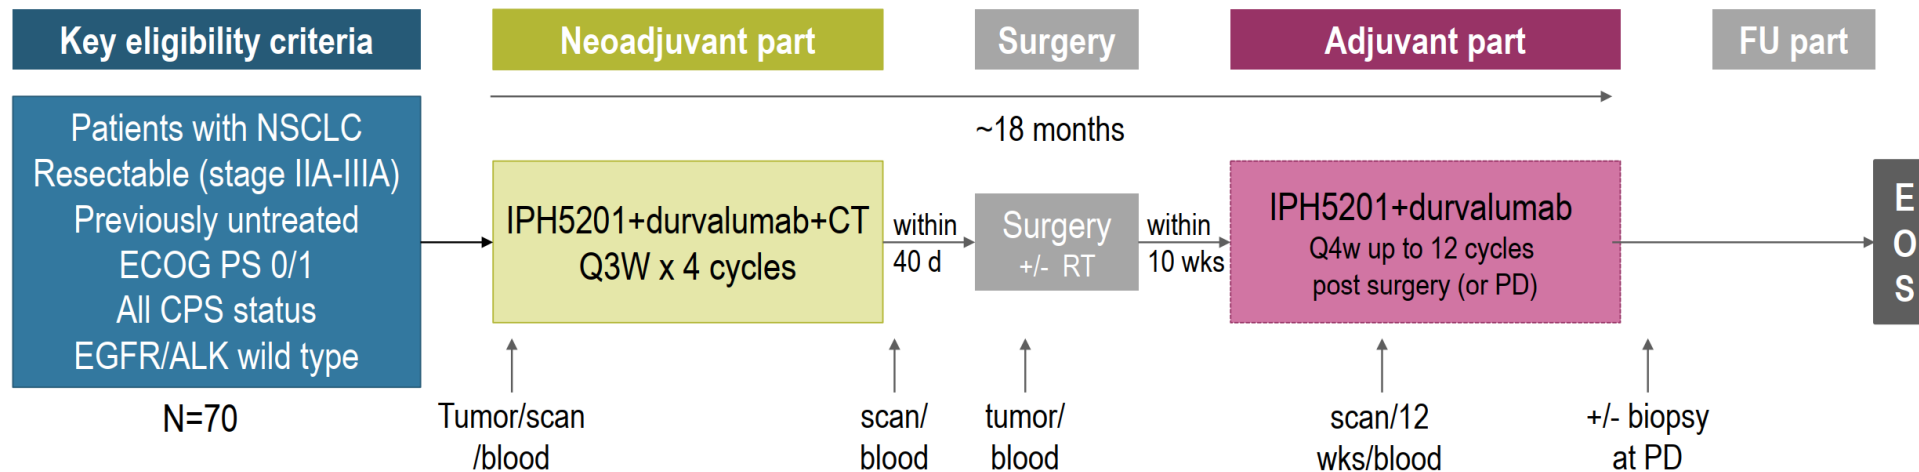 Key eligibility criteria
Neoadjuvant part
Surgery
Adjuvant part
FU part
~18 months
Patients with NSCLC
Resectable (stage IIA-IIIA)
Previously untreated
ECOG PS 0/1
All CPS status
EGFR/ALK wild type
N=70
IPH5201+durvalumab+CT
Q3W x 4 cycles
within
40 d
Surgery
+/- RT
within
10 wks
IPH5201+durvalumab
Q4w up to 12 cycles
post surgery (or PD)
E
O
S
Tumor/scan
/blood
scan/
blood
tumor/
blood
scan/12
wks/blood
+/- biopsy
at PD